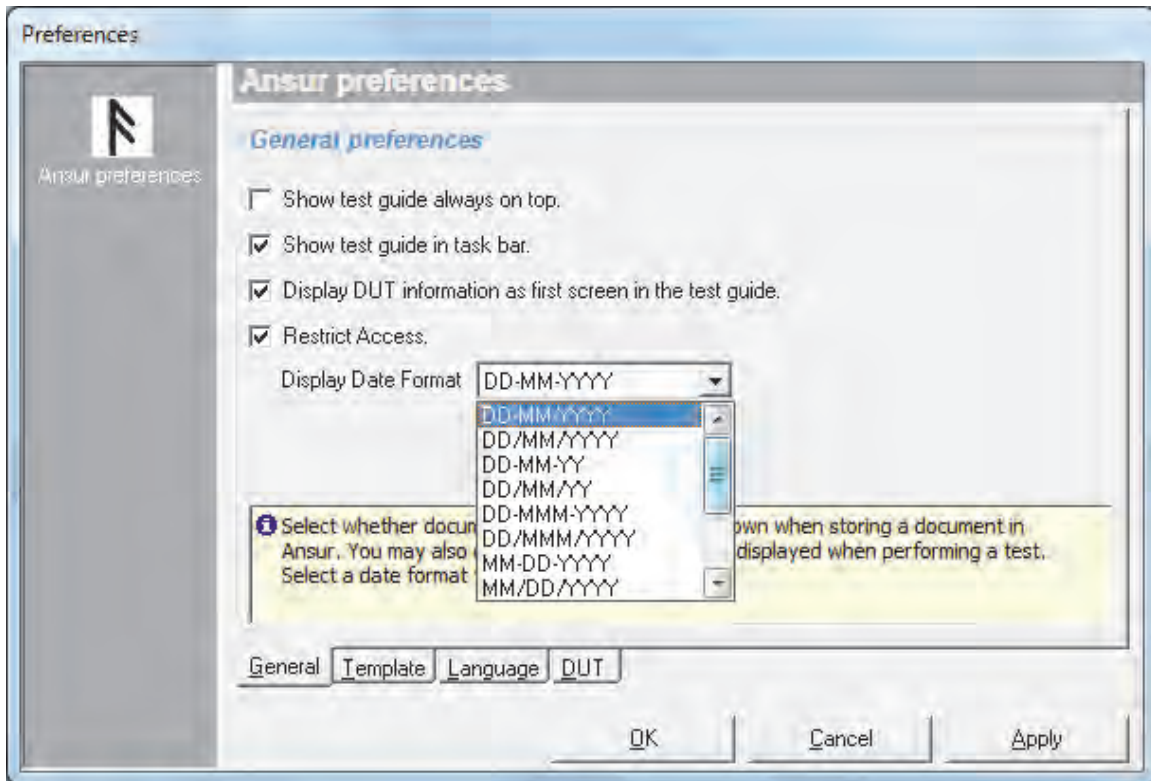 Preferences
Ansur preferences
Ansur preferences
General preferences
Show test guide always on top.
Show test guide in task bar.
Display DUT information as first screen in the test guide.
Restrict Access.
Display Date Format DD-MM-YYYY
DD-MM-YYYY
DD/MM/YYYY
DD-MM-YY
DD/MM/YY
DD-MMM-YYYY
DD/MMM/YYYY
MM-DD-YYYY
MM/DD/YYYY
Select whether when storing a document in
Ansur. You may also displayed when performing a test.
Select a date format
General Template Language DUT
OK Cancel Apply